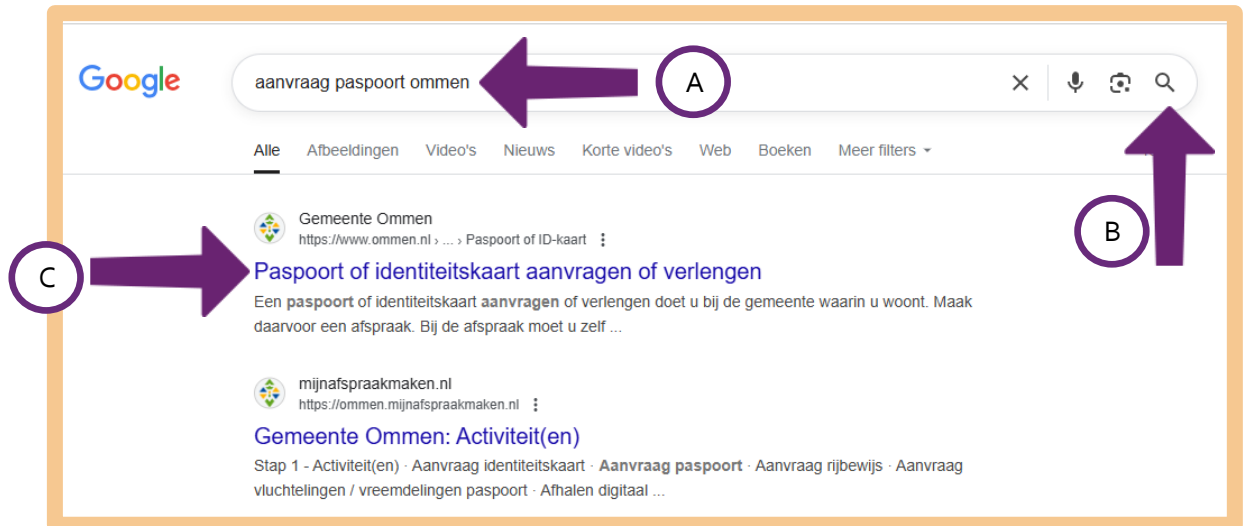 Google
aanvraag paspoort ommen
A
Alle Afbeeldingen Video's Nieuws Korte video's Web Boeken Meer filters
B
Gemeente Ommen
https://www.ommen.nl › ... › Paspoort of ID-kaart
C
Paspoort of identiteitskaart aanvragen of verlengen
Een paspoort of identiteitskaart aanvragen of verlengen doet u bij de gemeente waarin u woont. Maak
daarvoor een afspraak. Bij de afspraak moet u zelf ...
mijnafspraakmaken.nl
https://ommen.mijnafspraakmaken.nl
Gemeente Ommen: Activiteit(en)
Stap 1 - Activiteit(en) · Aanvraag identiteitskaart · Aanvraag paspoort · Aanvraag rijbewijs · Aanvraag
vluchtelingen / vreemdelingen paspoort · Afhalen digitaal ...